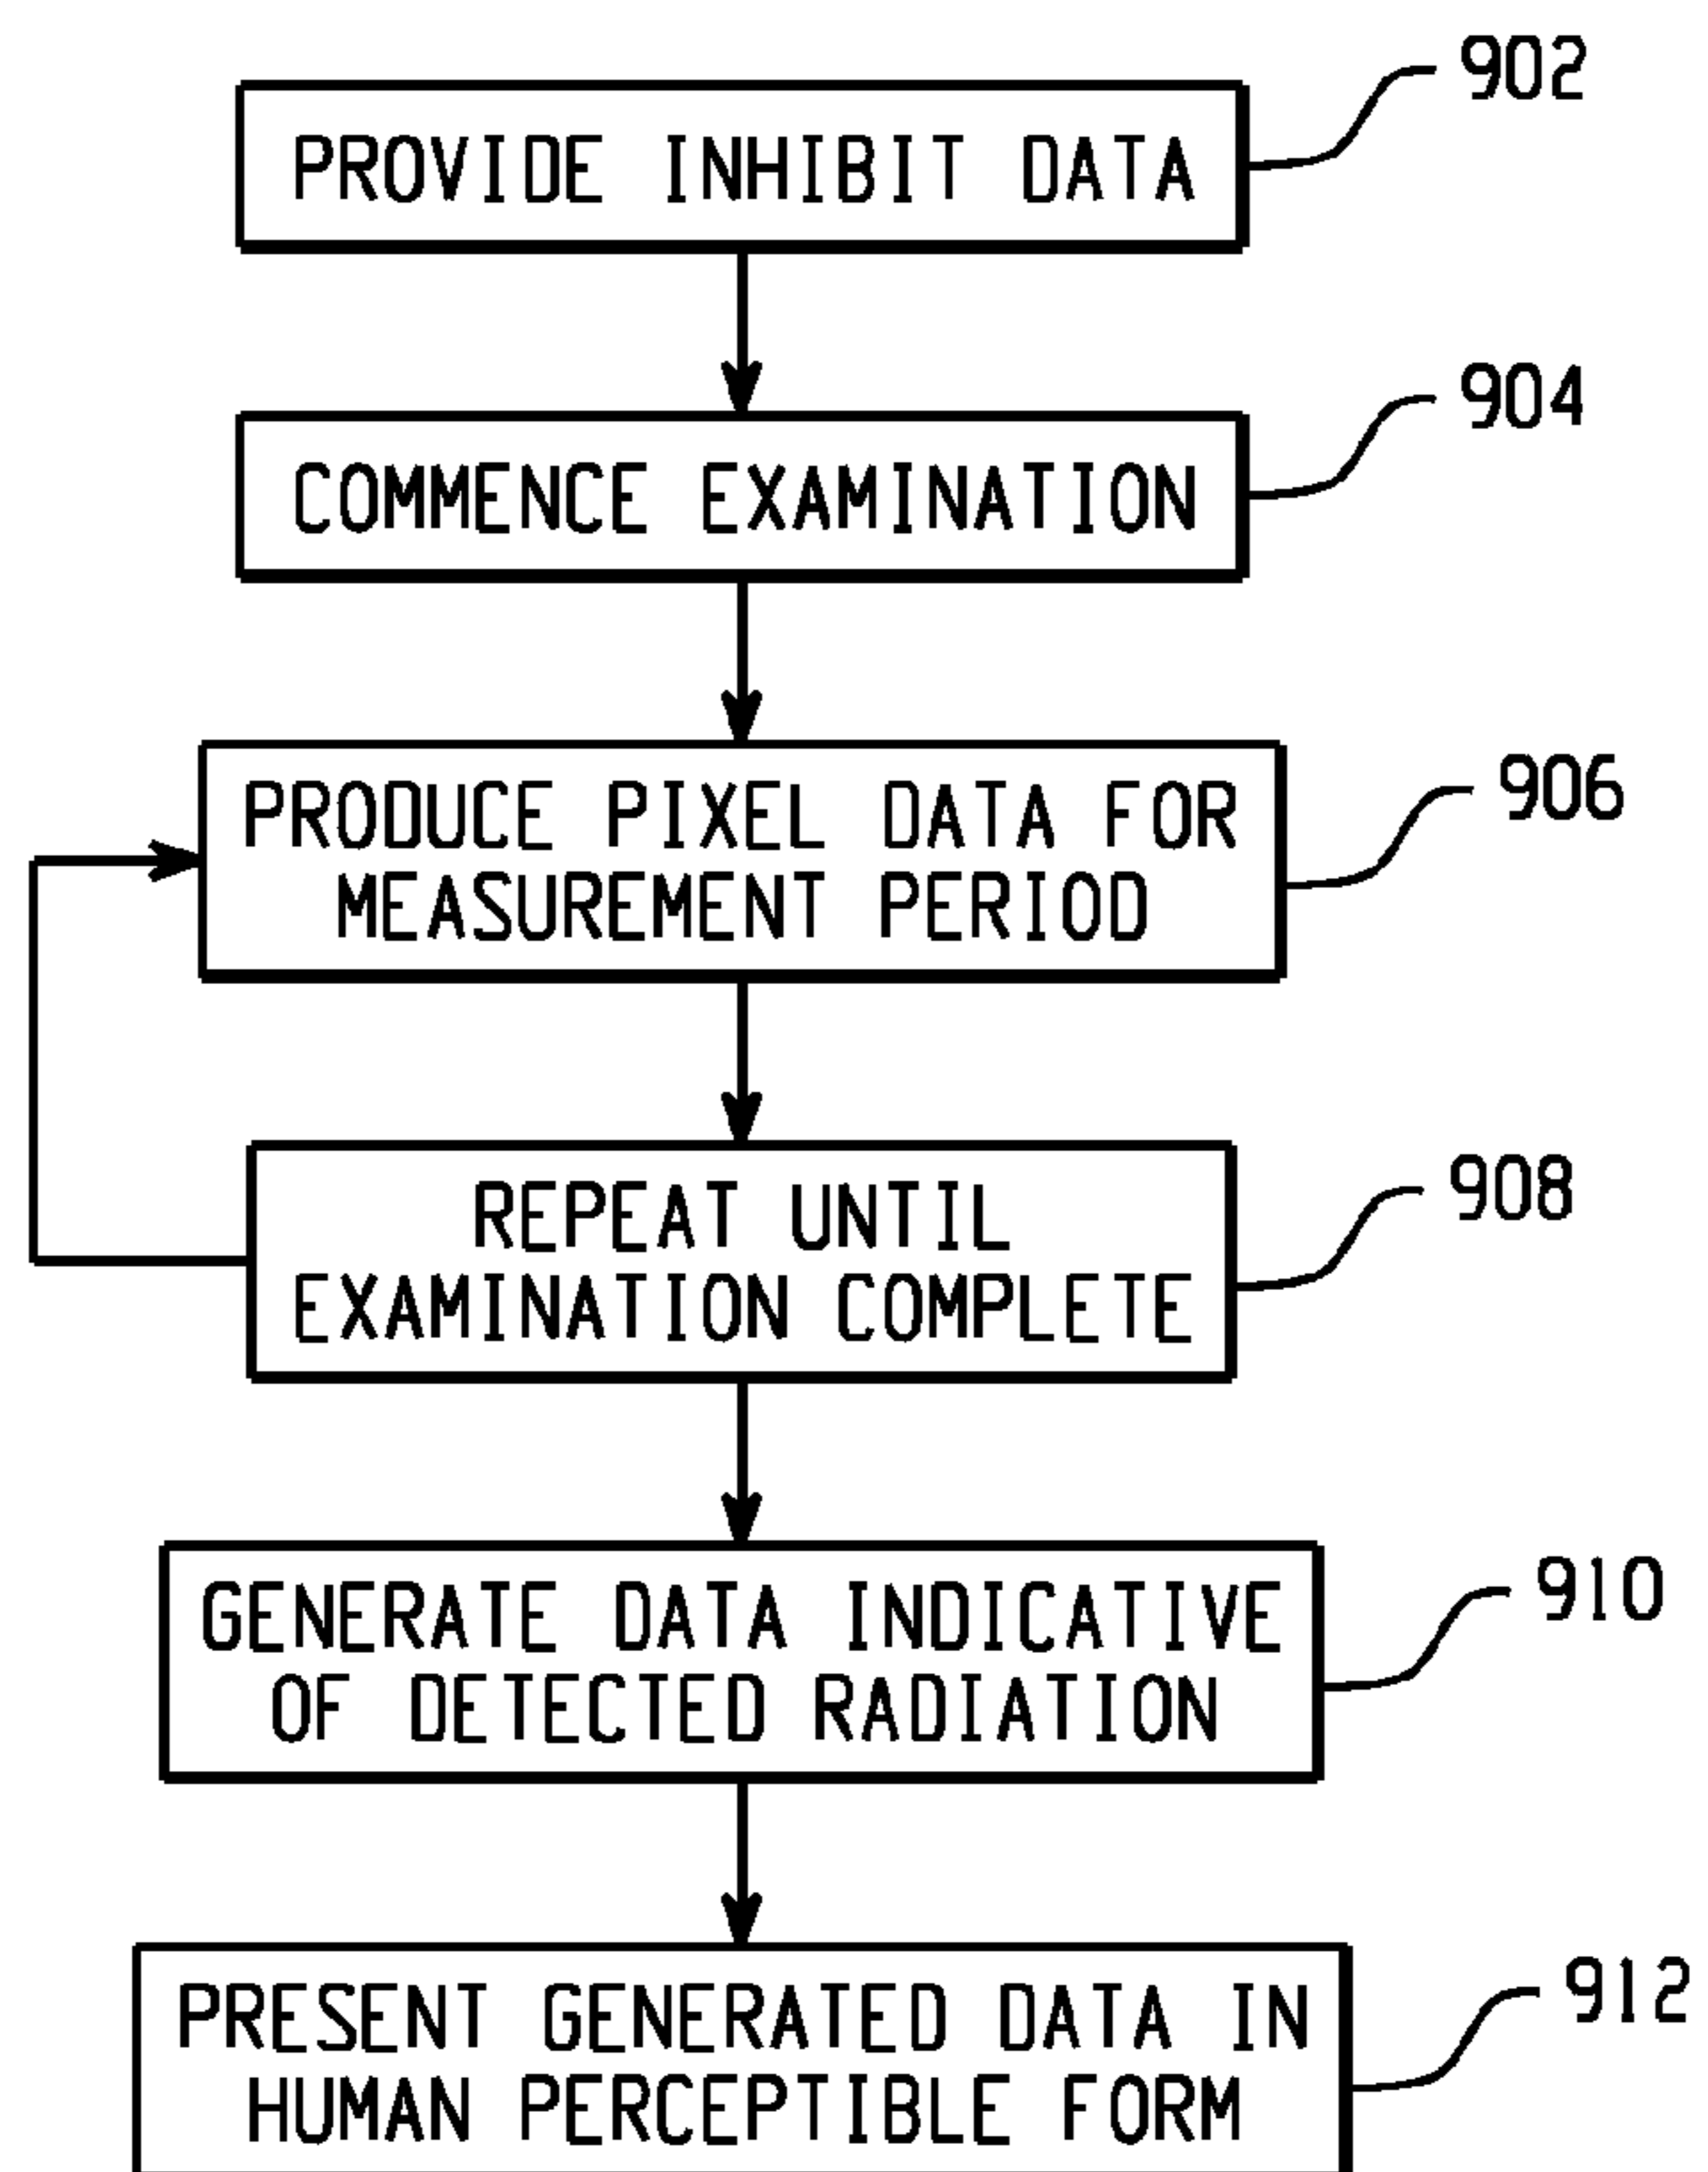 902
PROVIDE INHIBIT DATA
904
COMMENCE EXAMINATION
906
PRODUCE PIXEL DATA FOR
MEASUREMENT PERIOD
908
REPEAT UNTIL
EXAMINATION COMPLETE
910
GENERATE DATA INDICATIVE
OF DETECTED RADIATION
912
PRESENT GENERATED DATA IN
HUMAN PERCEPTIBLE FORM